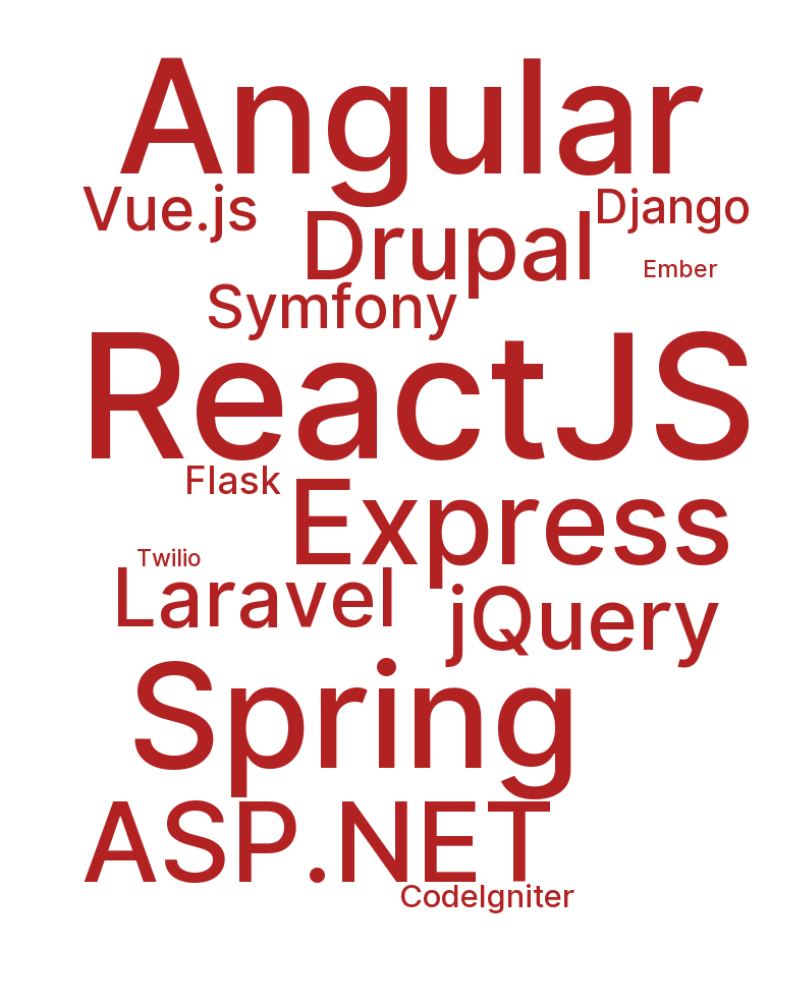 Angular
Vue.js
Django
Drupal
Ember
Symfony
ReactJS
Flask
Express
Twilio
Laravel
jQuery
Spring
ASP.NET
CodeIgniter